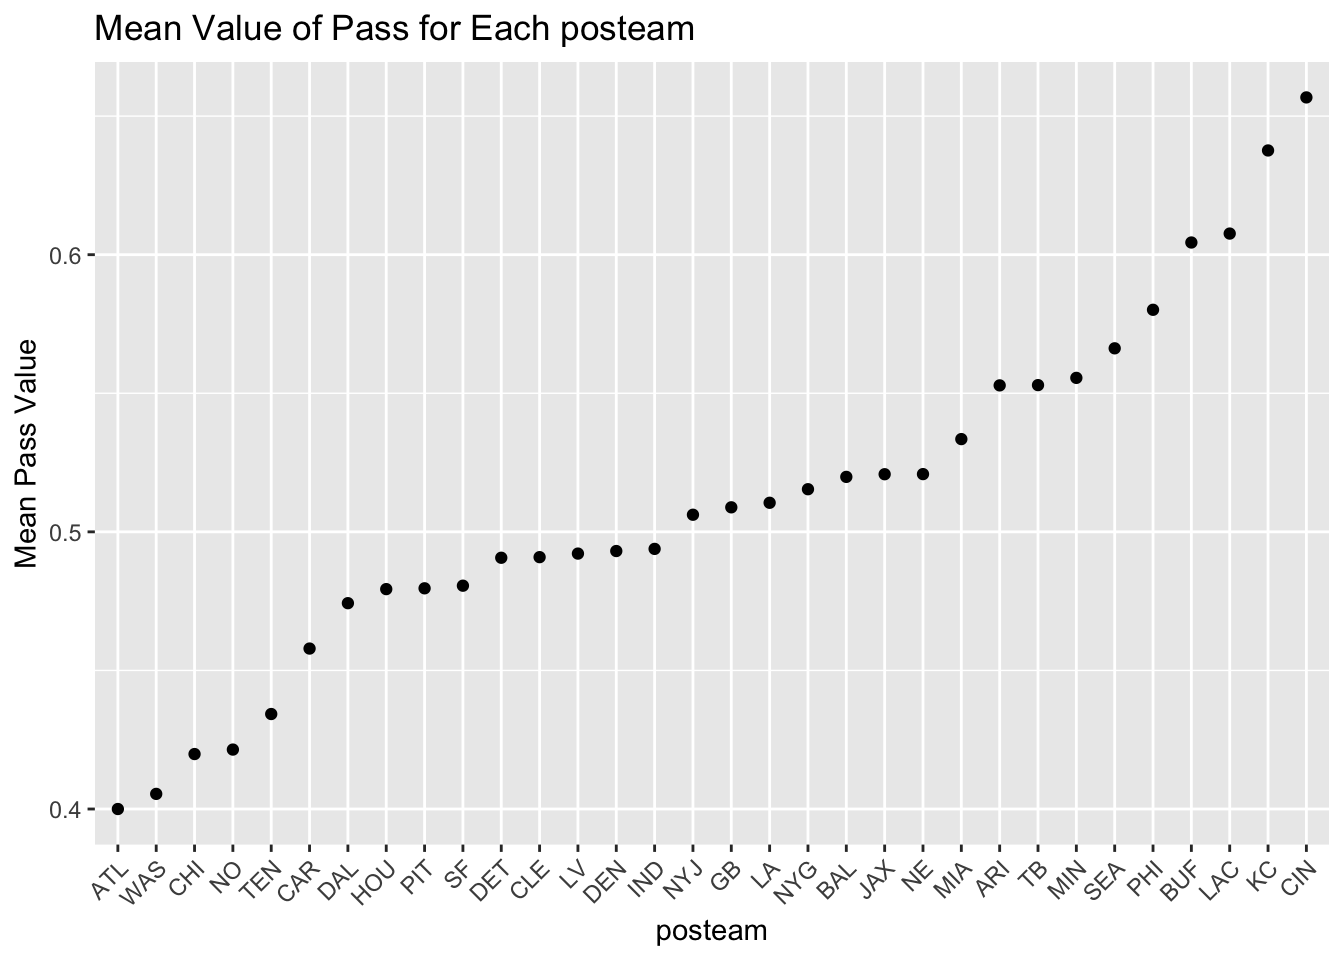 Mean Value of Pass for Each posteam
Mean Pass Value
0.6
0.5
0.4
ATL WAS CHI NO TEN CAR DAL HOU PIT SF DET CLE LV DEN IND NYJ GB LA NYG BAL JAX NE MIA ARI TB MIN SEA PHI BUF LAC KC CIN
posteam